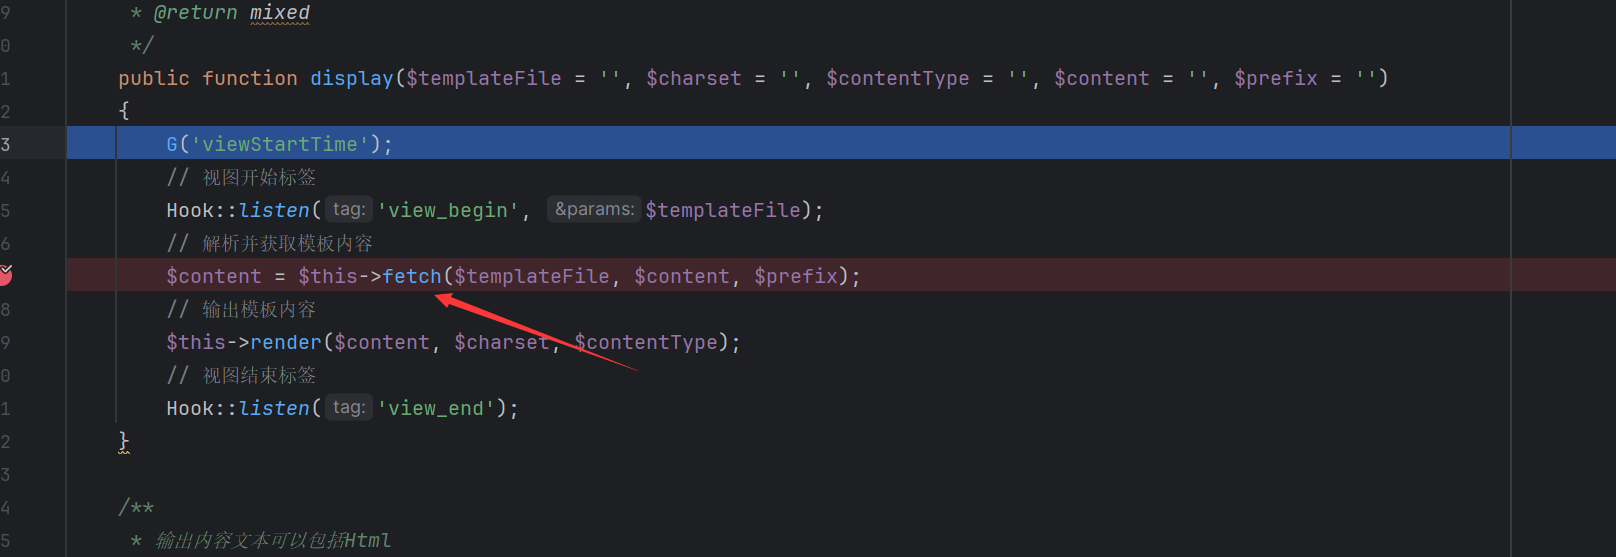 9 * @return mixed
0 */
1 public function display($templateFile = '', $charset = '', $contentType = '', $content = '', $prefix = '')
2 {
3 G('viewStartTime');
4 // 视图开始标签
5 Hook::listen( tag: 'view_begin', &params: $templateFile);
6 // 解析并获取模板内容
$content = $this->fetch($templateFile, $content, $prefix);
8 // 输出模板内容
9 $this->render($content, $charset, $contentType);
0 // 视图结束标签
1 Hook::listen( tag: 'view_end');
2 }
3
4 /**
5 * 输出内容文本可以包括Html